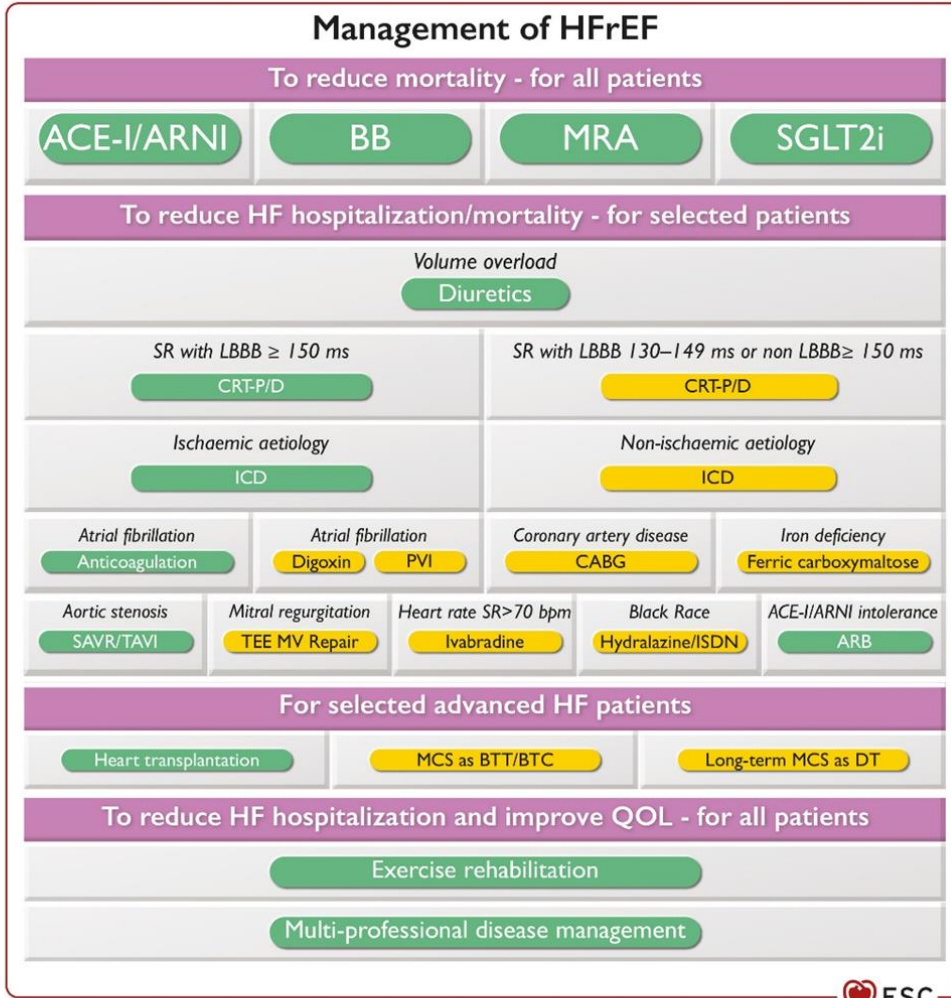 Management of HFrEF
To reduce mortality - for all patients
ACE-I/ARNI
BB
MRA
SGLT2i
To reduce HF hospitalization/mortality - for selected patients
Volume overload
Diuretics
SR with LBBB ≥ 150 ms
CRT-P/D
SR with LBBB 130–149 ms or non LBBB≥ 150 ms
CRT-P/D
Ischaemic aetiology
ICD
Non-ischaemic aetiology
ICD
Atrial fibrillation
Anticoagulation
Atrial fibrillation
Digoxin
PVI
Coronary artery disease
CABG
Iron deficiency
Ferric carboxymaltose
Aortic stenosis
SAVR/TAVI
Mitral regurgitation
TEE MV Repair
Heart rate SR>70 bpm
Ivabradine
Black Race
Hydralazine/ISDN
ACE-I/ARNI intolerance
ARB
For selected advanced HF patients
Heart transplantation
MCS as BTT/BTC
Long-term MCS as DT
To reduce HF hospitalization and improve QOL - for all patients
Exercise rehabilitation
Multi-professional disease management
ESC